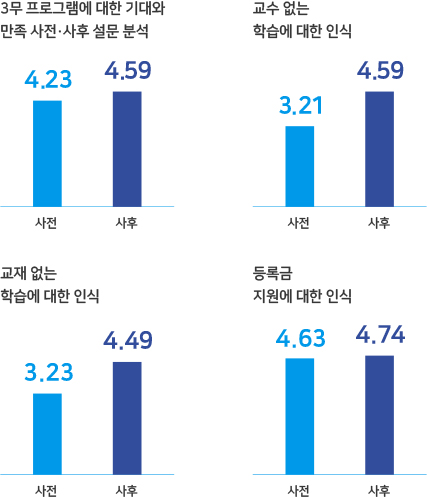 3무 프로그램에 대한 기대와
만족 사전·사후 설문 분석
4.23
4.59
사전
사후
교수 없는
학습에 대한 인식
3.21
4.59
사전
사후
교재 없는
학습에 대한 인식
3.23
4.49
사전
사후
등록금
지원에 대한 인식
4.63
4.74
사전
사후